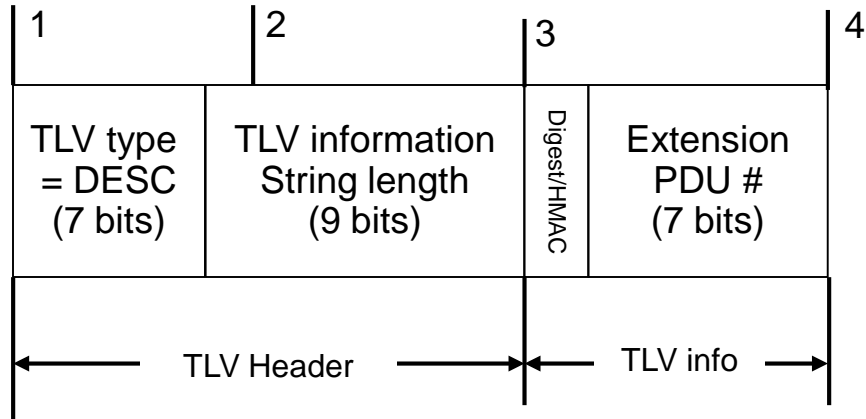 1
2
3
4
TLV type
= DESC
(7 bits)
TLV information
String length
(9 bits)
Digest/HMAC
Extension
PDU #
(7 bits)
TLV Header
TLV info